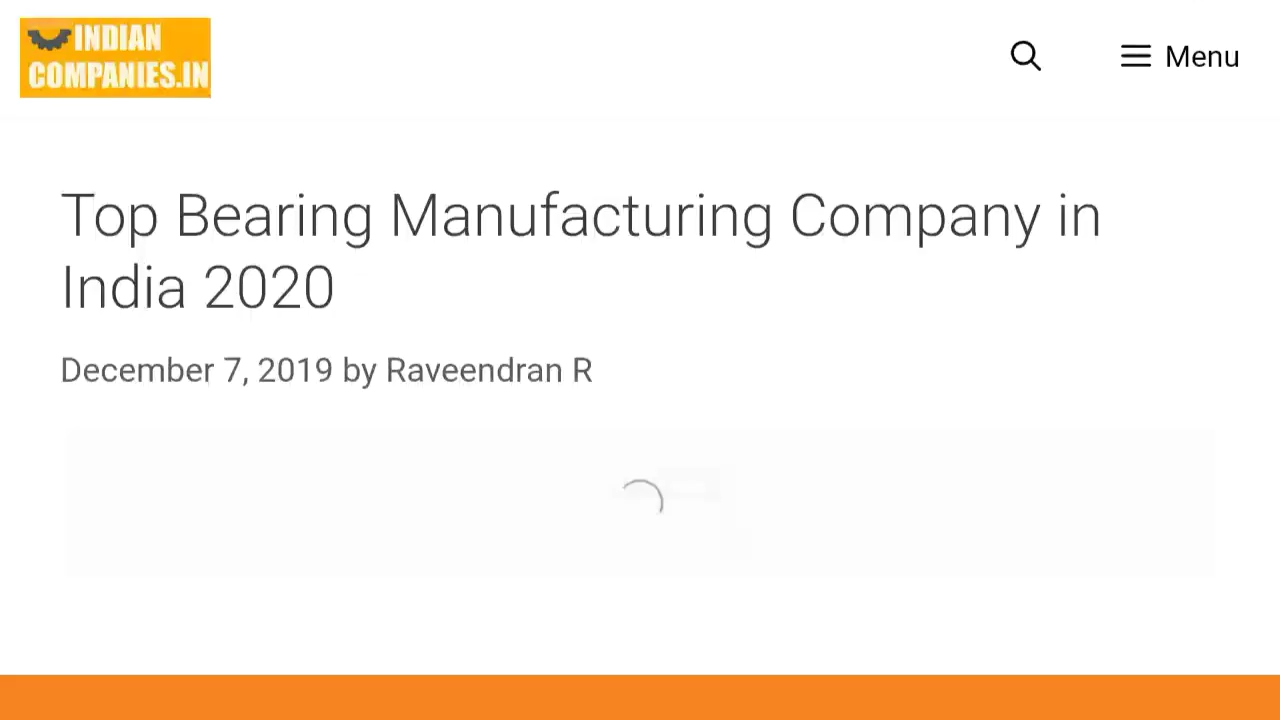 INDIAN
COMPANIES.IN
Menu
Top Bearing Manufacturing Company in
India 2020
December 7, 2019 by Raveendran R